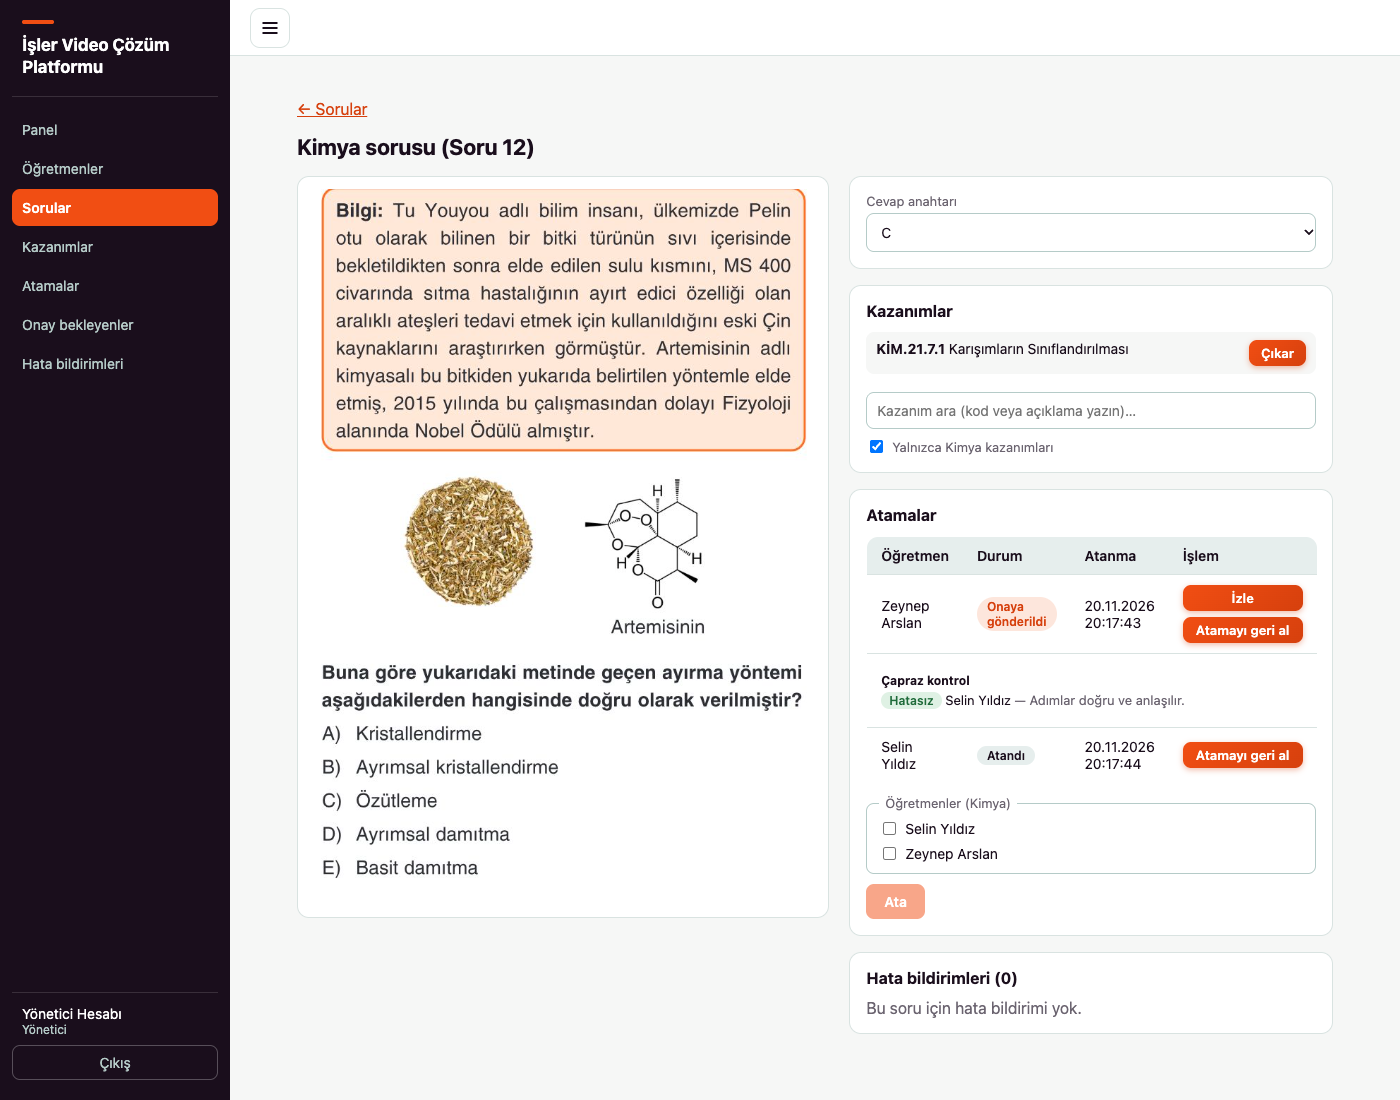 İşler Video Çözüm
Platformu
Panel
Öğretmenler
Sorular
Kazanımlar
Atamalar
Onay bekleyenler
Hata bildirimleri
Yönetici Hesabı
Yönetici
Çıkış
← Sorular
Kimya sorusu (Soru 12)
Bilgi: Tu Youyou adlı bilim insanı, ülkemizde Pelin
otu olarak bilinen bir bitki türünün sıvı içerisinde
bekletildikten sonra elde edilen sulu kısmını, MS 400
civarında sıtma hastalığının ayırt edici özelliği olan
aralıklı ateşleri tedavi etmek için kullanıldığını eski Çin
kaynaklarını araştırırken görmüştür. Artemisinin adlı
kimyasalı bu bitkiden yukarıda belirtilen yöntemle elde
etmiş, 2015 yılında bu çalışmasından dolayı Fizyoloji
alanında Nobel Ödülü almıştır.
H
O O
O
H H
O
O
Artemisinin
Buna göre yukarıdaki metinde geçen ayırma yöntemi
aşağıdakilerden hangisinde doğru olarak verilmiştir?
A) Kristallendirme
B) Ayrımsal kristallendirme
C) Özütleme
D) Ayrımsal damıtma
E) Basit damıtma
Cevap anahtarı
C
Kazanımlar
KİM.21.7.1 Karışımların Sınıflandırılması
Çıkar
Kazanım ara (kod veya açıklama yazın)...
Yalnızca Kimya kazanımları
Atamalar
Öğretmen Durum Atanma İşlem
Zeynep
Arslan
Onaya
gönderildi
20.11.2026
20:17:43
İzle
Atamayı geri al
Çapraz kontrol
Hatasız Selin Yıldız — Adımlar doğru ve anlaşılır.
Selin
Yıldız
Atandı
20.11.2026
20:17:44
Atamayı geri al
Öğretmenler (Kimya)
Selin Yıldız
Zeynep Arslan
Ata
Hata bildirimleri (0)
Bu soru için hata bildirimi yok.